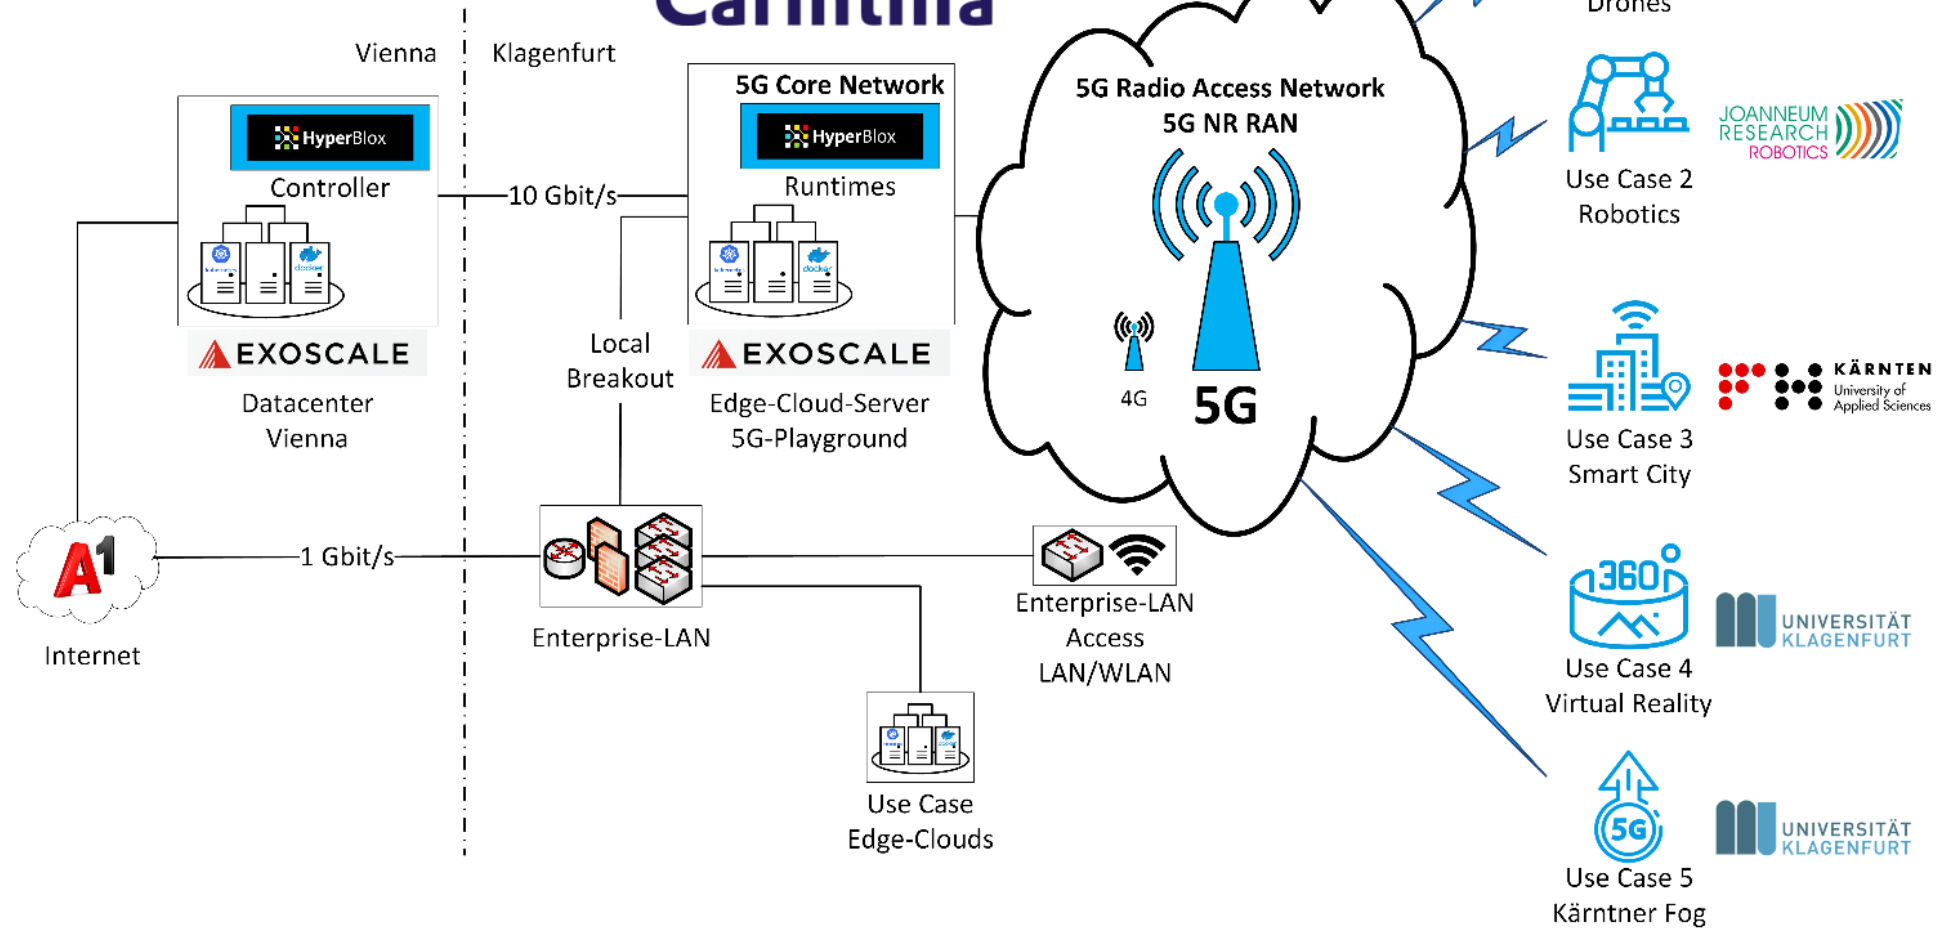 Carinthia
Drones
Vienna
Klagenfurt
5G Core Network
HyperBlox
Controller
HyperBlox
Runtimes
10 Gbit/s
kubernetes
docker
docker
EXOSCALE
Datacenter
Vienna
Local
Breakout
EXOSCALE
Edge-Cloud-Server
5G-Playground
5G Radio Access Network
5G NR RAN
4G
5G
Use Case 2
Robotics
JOANNEUM
RESEARCH
ROBOTICS
Use Case 3
Smart City
KÄRNTEN
University of
Applied Sciences
A1
Internet
1 Gbit/s
Enterprise-LAN
Enterprise-LAN
Access
LAN/WLAN
Use Case
Edge-Clouds
360°
Use Case 4
Virtual Reality
UNIVERSITÄT
KLAGENFURT
5G
Use Case 5
Kärntner Fog
UNIVERSITÄT
KLAGENFURT